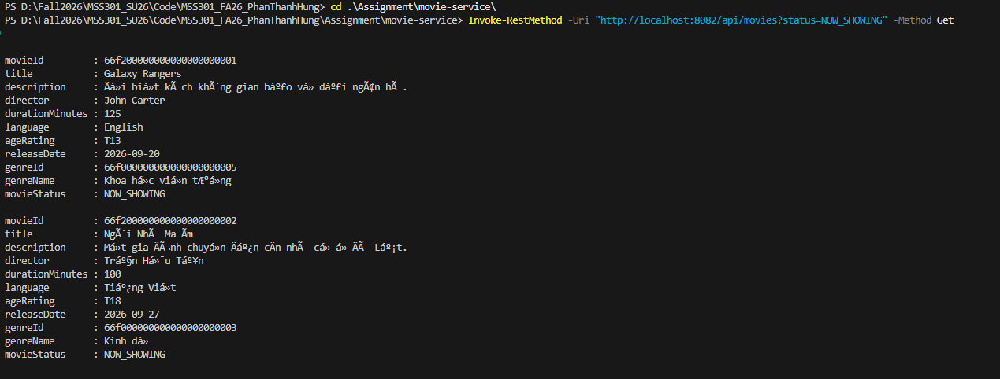 PS D:\Fall2026\MSS301_SU26\Code\MSS301_FA26_PhanThanhHung> cd .\Assignment\movie-service\
PS D:\Fall2026\MSS301_SU26\Code\MSS301_FA26_PhanThanhHung\Assignment\movie-service> Invoke-RestMethod -Uri "http://localhost:8082/api/movies?status=NOW_SHOWING" -Method Get
movieId : 66f200000000000000000001
title : Galaxy Rangers
description : Äá»i biá»t kÃ­ch khÃ´ng gian báº£o vá» dáº£i ngÃ¢n hÃ .
director : John Carter
durationMinutes : 125
language : English
ageRating : T13
releaseDate : 2026-09-20
genreId : 66f000000000000000000005
genreName : Khoa há»c viá»n tÆ°á»ng
movieStatus : NOW_SHOWING
movieId : 66f200000000000000000002
title : NgÃ´i NhÃ  Ma Ãm
description : Má»t gia ÄÃ¬nh chuyá»n Äáº¿n cÄn nhÃ  cá» á» ÄÃ  Láº¡t.
director : Tráº§n Há»¯u Táº¥n
durationMinutes : 100
language : Tiáº¿ng Viá»t
ageRating : T18
releaseDate : 2026-09-27
genreId : 66f000000000000000000003
genreName : Kinh dá»
movieStatus : NOW_SHOWING